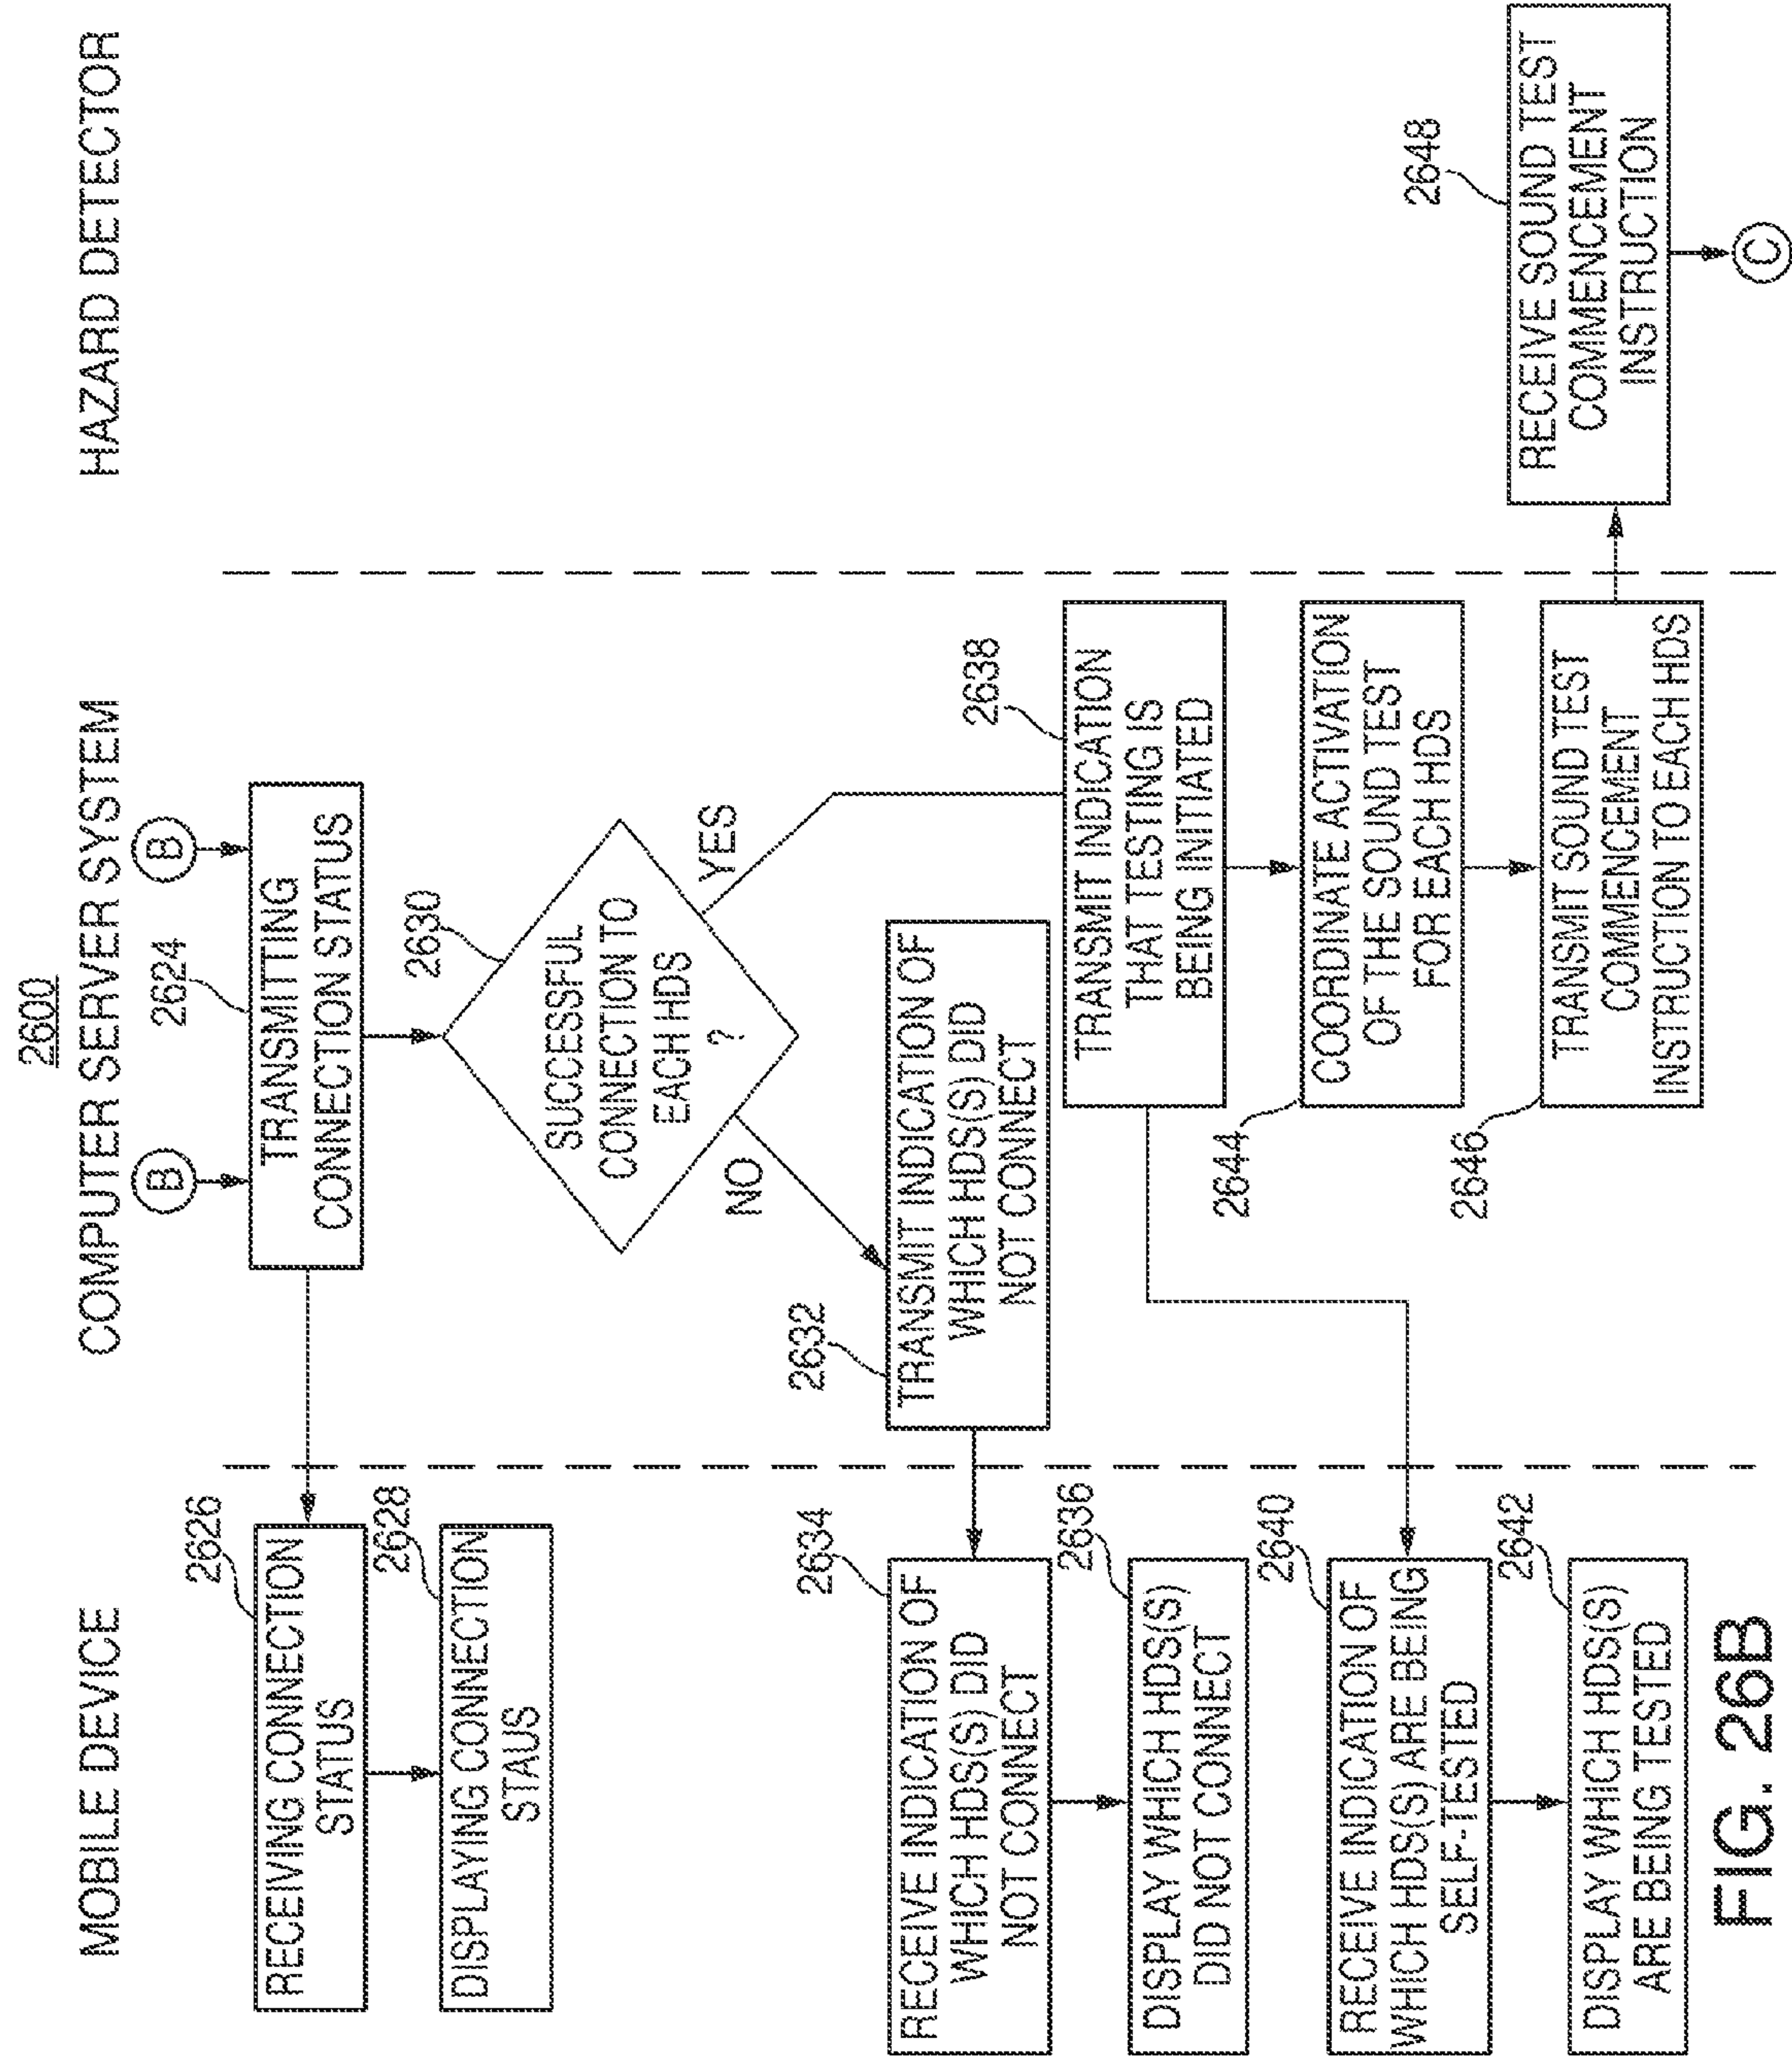 2600
MOBILE DEVICE
COMPUTER SERVER SYSTEM
HAZARD DETECTOR
B
B
2624
TRANSMITTING
CONNECTION STATUS
2626
RECEIVING CONNECTION
STATUS
2628
DISPLAYING CONNECTION
STAUS
2630
SUCCESSFUL
CONNECTION TO
EACH HDS
?
NO
YES
2632
TRANSMIT INDICATION OF
WHICH HDS(S) DID
NOT CONNECT
2634
RECEIVE INDICATION OF
WHICH HDS(S) DID
NOT CONNECT
2636
DISPLAY WHICH HDS(S)
DID NOT CONNECT
2638
TRANSMIT INDICATION
THAT TESTING IS
BEING INITIATED
2640
RECEIVE INDICATION OF
WHICH HDS(S) ARE BEING
SELF-TESTED
2642
DISPLAY WHICH HDS(S)
ARE BEING TESTED
2644
COORDINATE ACTIVATION
OF THE SOUND TEST
FOR EACH HDS
2646
TRANSMIT SOUND TEST
COMMENCEMENT
INSTRUCTION TO EACH HDS
2648
RECEIVE SOUND TEST
COMMENCEMENT
INSTRUCTION
C
FIG. 26B